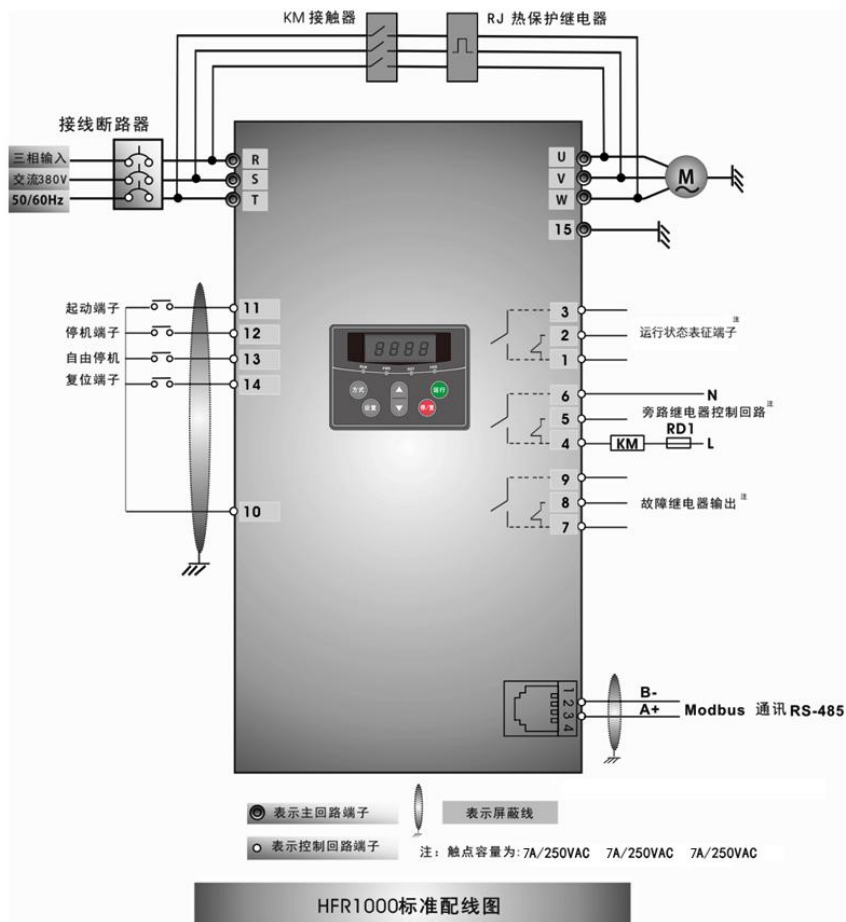 KM 接触器
RJ 热保护继电器
接线断路器
三相输入
交流380V
50/60Hz
R
S
T
U
V
W
M
15
起动端子
停机端子
自由停机
复位端子
11
12
13
14
10
8888
方式
运行
设置
停/复
3
2
1
运行状态表征端子 注
6
5
4
N
旁路继电器控制回路 注
KM
RD1
L
9
8
7
故障继电器输出 注
1
2
3
4
B-
A+
Modbus 通讯 RS-485
表示主回路端子
表示屏蔽线
表示控制回路端子
注：触点容量为: 7A/250VAC 7A/250VAC 7A/250VAC
HFR1000标准配线图